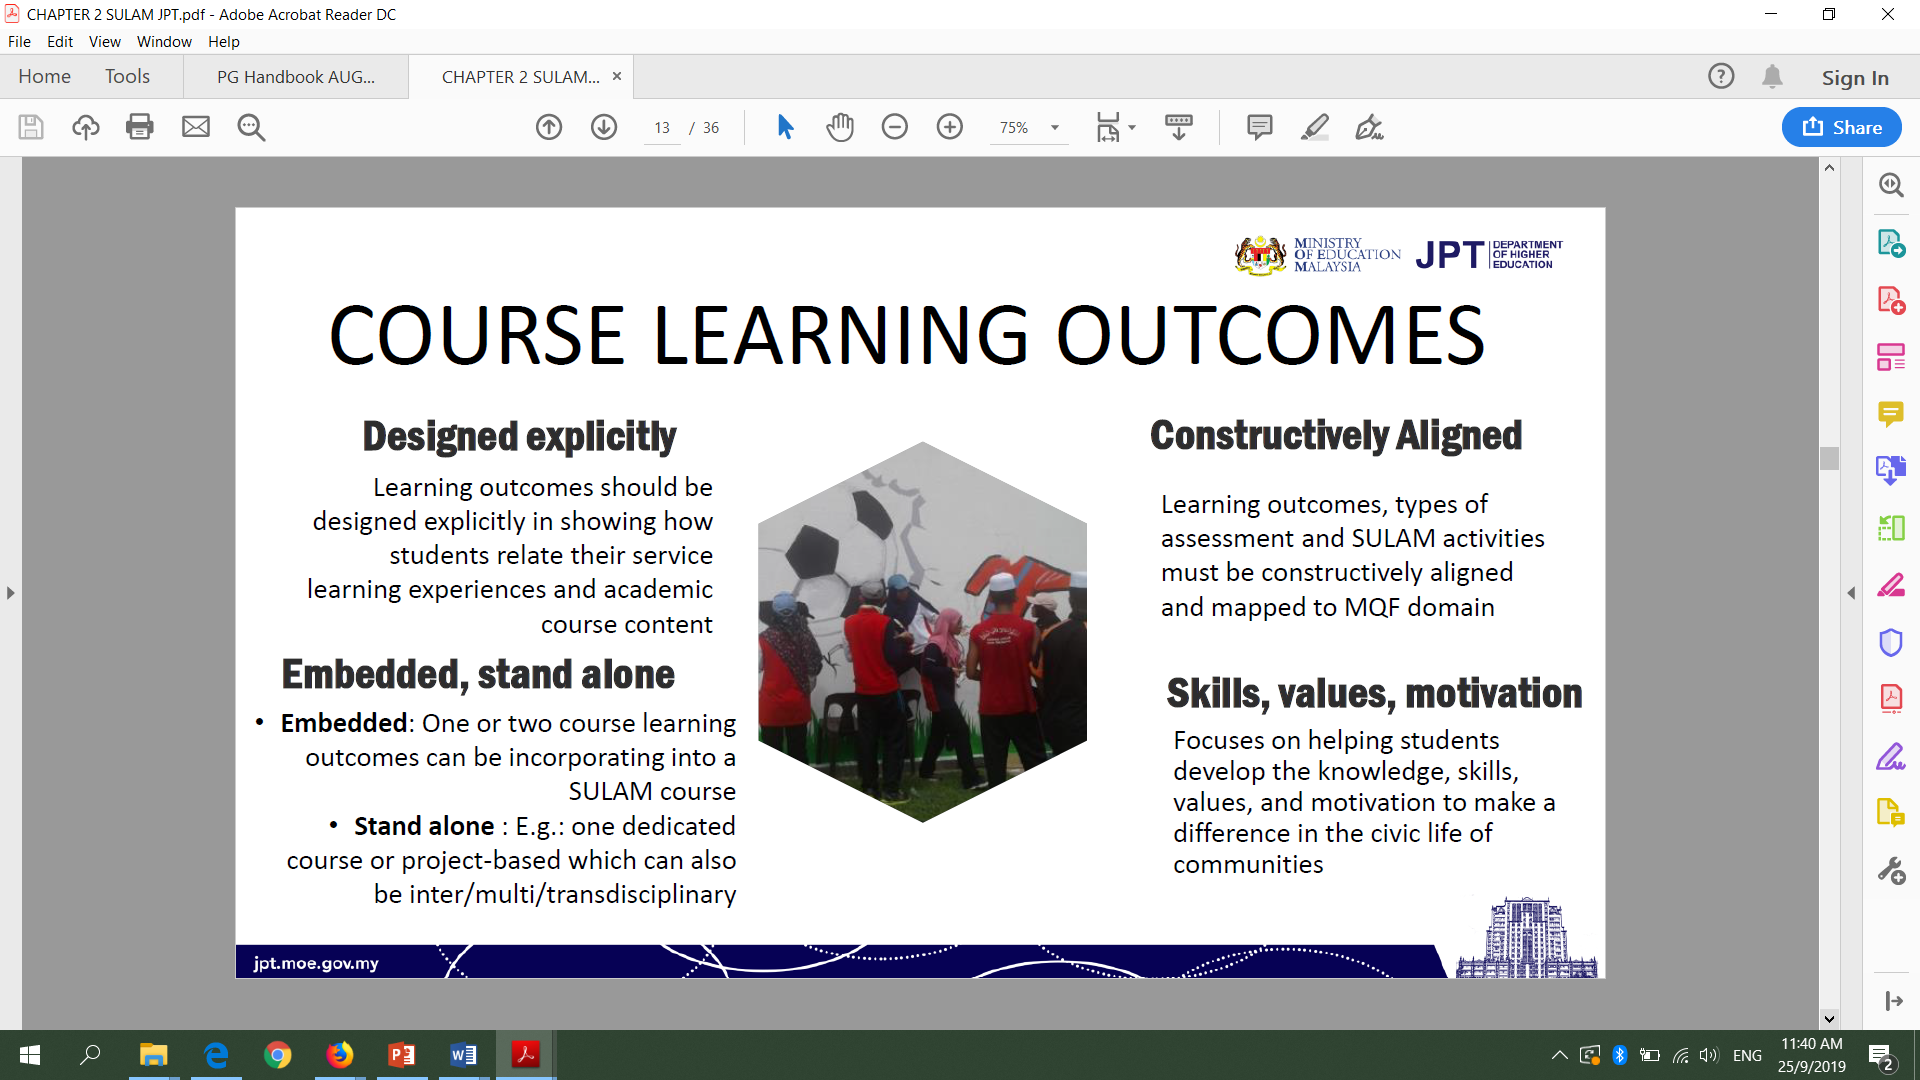 CHAPTER 2 SULAM JPT.pdf - Adobe Acrobat Reader DC
File Edit View Window Help
Home Tools PG Handbook AUG... CHAPTER 2 SULAM... × Sign In
13 / 36 75% Share
MINISTRY
OF EDUCATION
MALAYSIA
JPT DEPARTMENT
OF HIGHER
EDUCATION
COURSE LEARNING OUTCOMES
Designed explicitly
Learning outcomes should be
designed explicitly in showing how
students relate their service
learning experiences and academic
course content
Embedded, stand alone
• Embedded: One or two course learning
outcomes can be incorporating into a
SULAM course
• Stand alone : E.g.: one dedicated
course or project-based which can also
be inter/multi/transdisciplinary
Constructively Aligned
Learning outcomes, types of
assessment and SULAM activities
must be constructively aligned
and mapped to MQF domain
Skills, values, motivation
Focuses on helping students
develop the knowledge, skills,
values, and motivation to make a
difference in the civic life of
communities
jpt.moe.gov.my
ENG
11:40 AM
25/9/2019
2